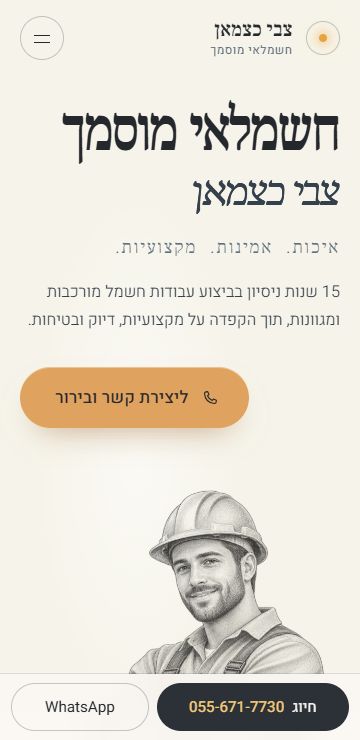 צבי כצמאן
חשמלאי מוסמך
חשמלאי מוסמך
צבי כצמאן
איכות. אמינות. מקצועיות.
15 שנות ניסיון בביצוע עבודות חשמל מורכבות
ומגוונות, תוך הקפדה על מקצועיות, דיוק ובטיחות.
ליצירת קשר ובירור
חיוג 055-671-7730
WhatsApp